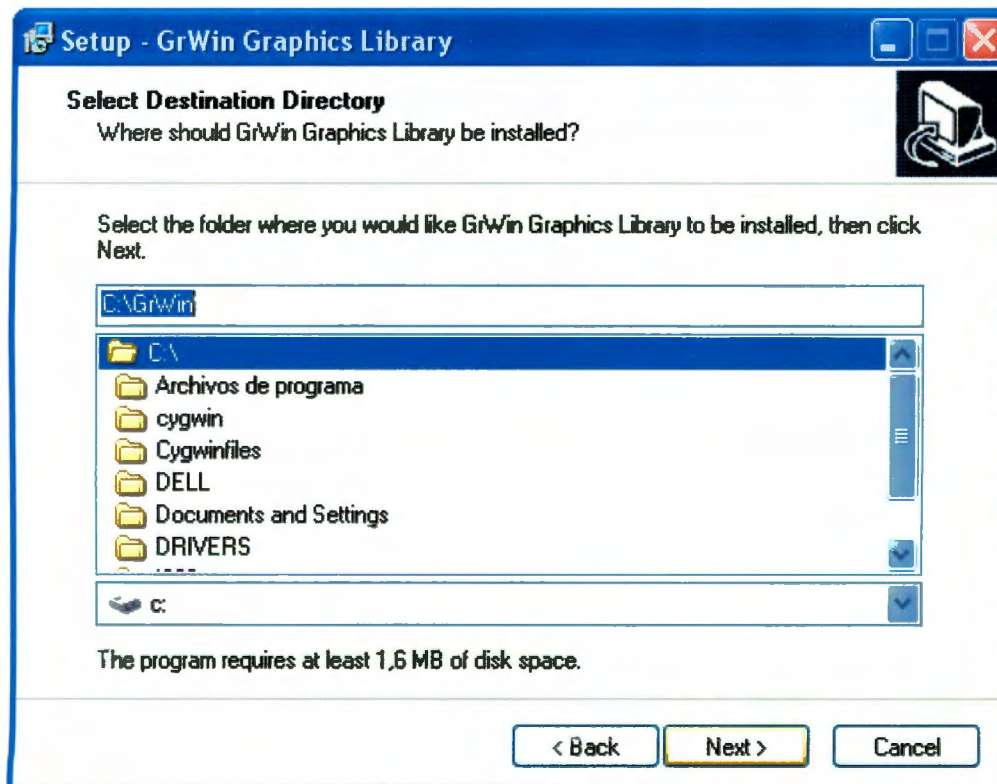 Setup - GrWin Graphics Library
Select Destination Directory
Where should GrWin Graphics Library be installed?
Select the folder where you would like GrWin Graphics Library to be installed, then click
Next.
C:\GrWin
C:\
Archivos de programa
cygwin
Cygwinfiles
DELL
Documents and Settings
DRIVERS
c:
The program requires at least 1,6 MB of disk space.
< Back Next > Cancel